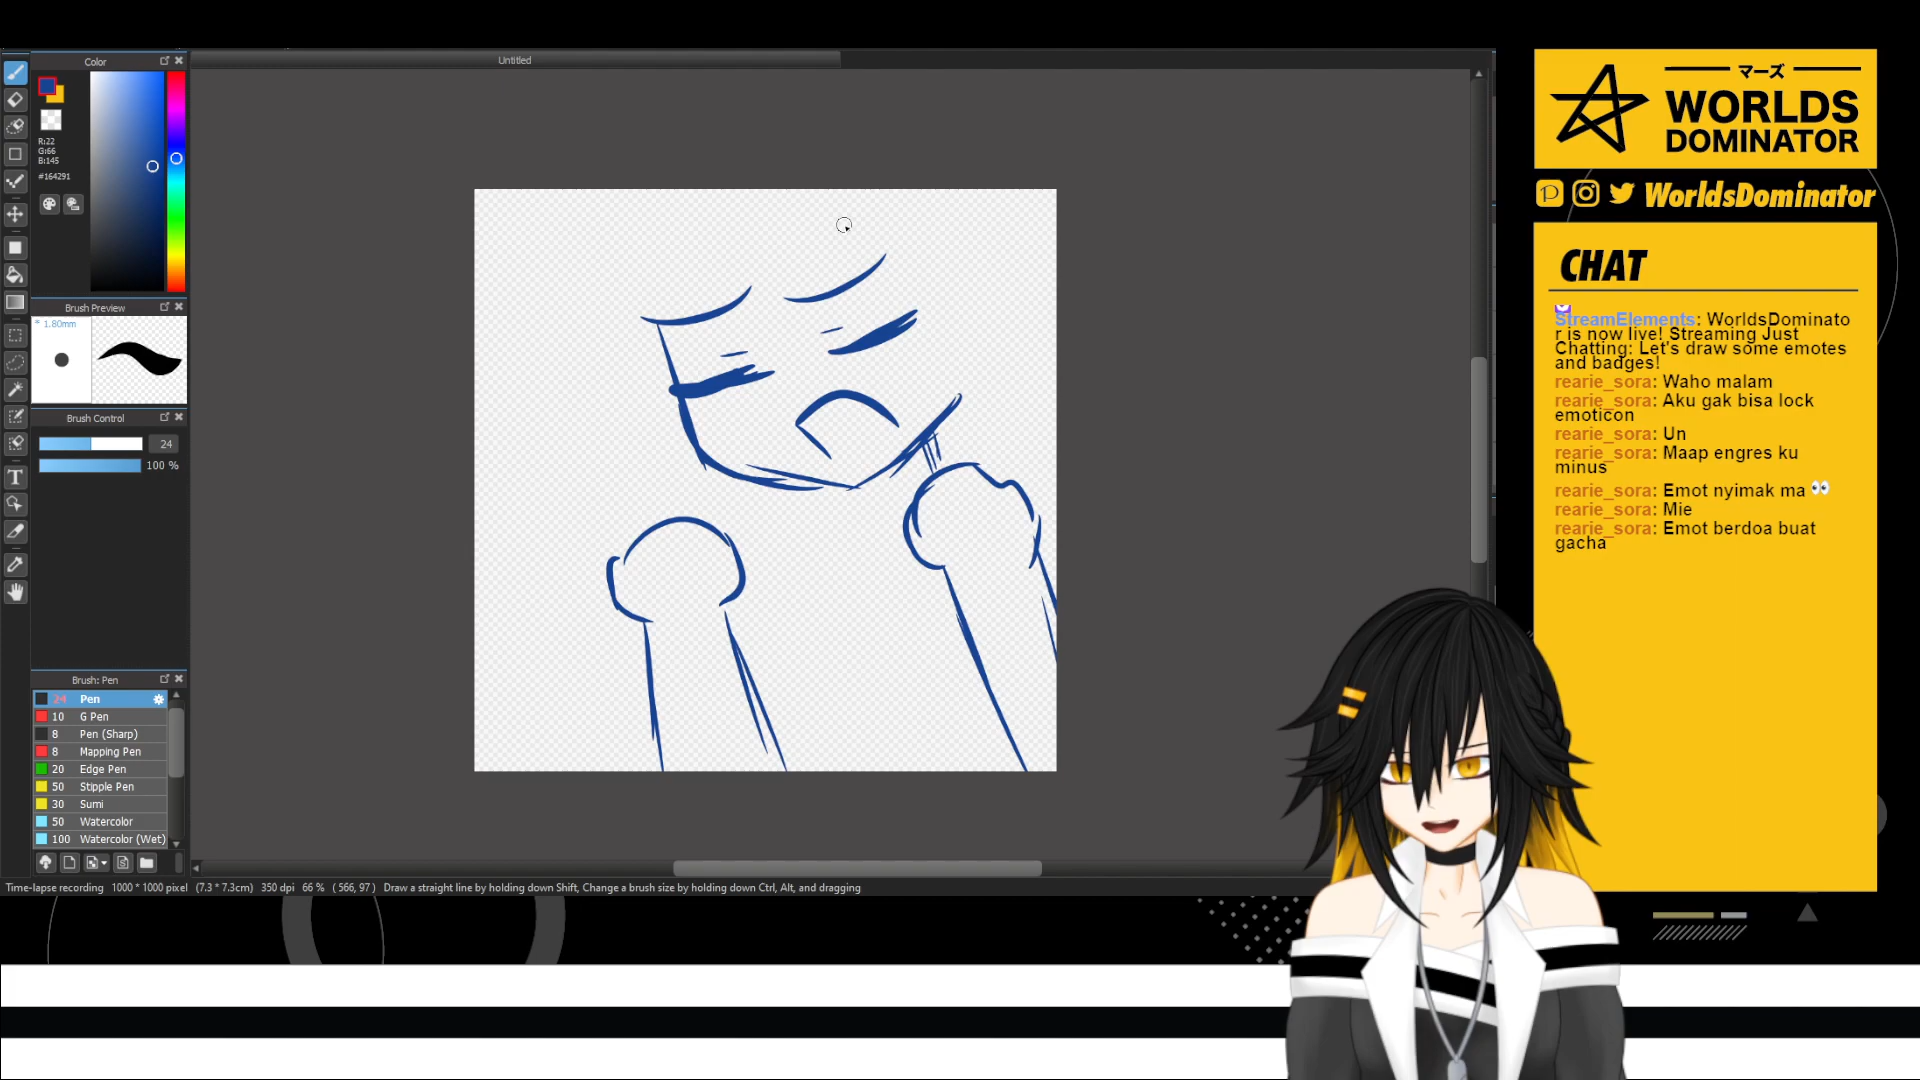 Color
Untitled
R:22
G:66
B:145
#164291
Brush Preview
1.80mm
Brush Control
24
100 %
Brush: Pen
24 Pen
10 G Pen
8 Pen (Sharp)
8 Mapping Pen
20 Edge Pen
50 Stipple Pen
30 Sumi
50 Watercolor
100 Watercolor (Wet)
Time-lapse recording 1000 * 1000 pixel (7.3 * 7.3cm) 350 dpi 66 % ( 566, 97 ) Draw a straight line by holding down Shift, Change a brush size by holding down Ctrl, Alt, and dragging
マーズ
WORLDS
DOMINATOR
WorldsDominator
CHAT
StreamElements: WorldsDominato
r is now live! Streaming Just
Chatting: Let's draw some emotes
and badges!
rearie_sora: Waho malam
rearie_sora: Aku gak bisa lock
emoticon
rearie_sora: Un
rearie_sora: Maap engres ku
minus
rearie_sora: Emot nyimak ma 👀
rearie_sora: Mie
rearie_sora: Emot berdoa buat
gacha